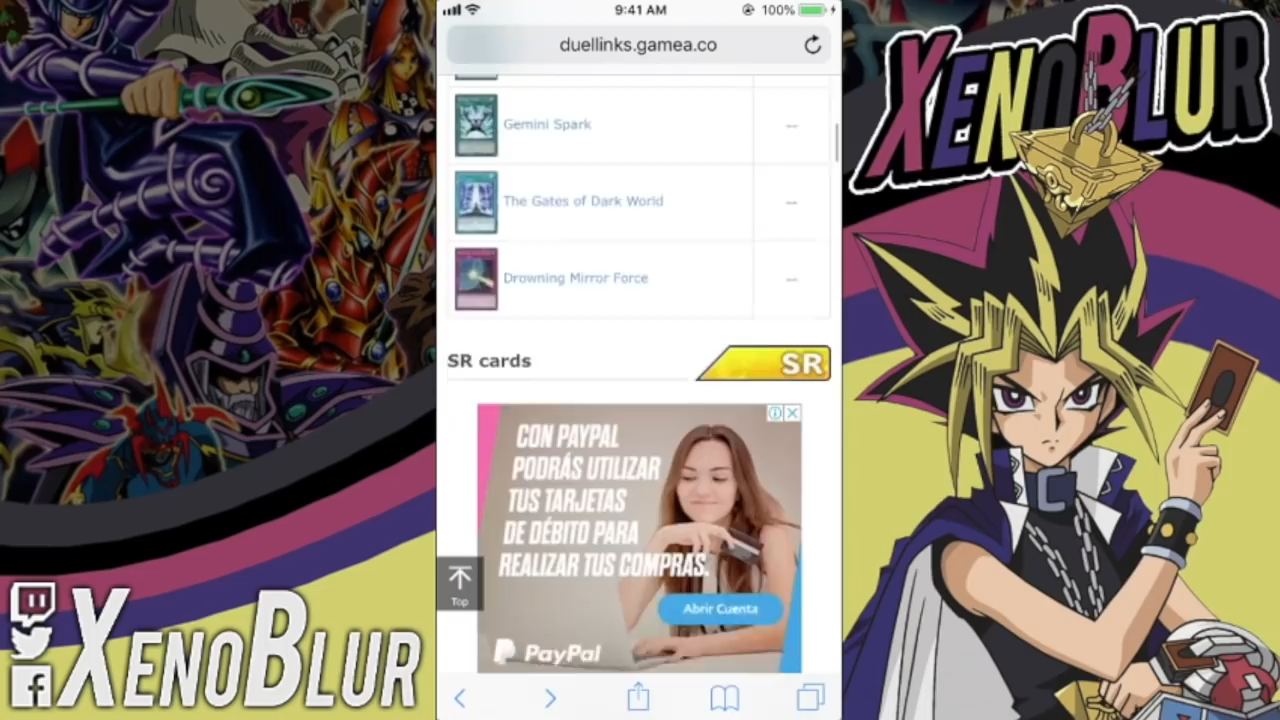 9:41 AM
100%
duellinks.gamea.co
Gemini Spark
--
The Gates of Dark World
--
Drowning Mirror Force
--
SR cards
SR
CON PAYPAL
PODRÁS UTILIZAR
TUS TARJETAS
DE DÉBITO PARA
REALIZAR TUS COMPRAS.
Abrir Cuenta
PayPal
Top
XENOBLUR
XENOBLUR